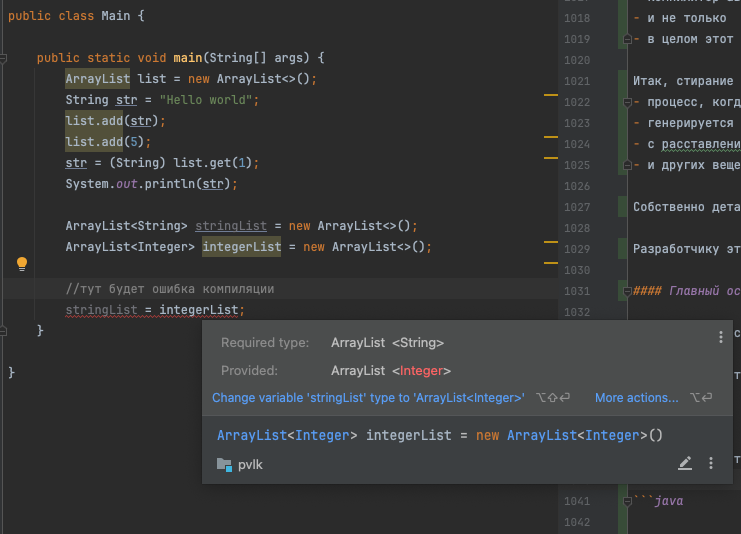 public class Main {
public static void main(String[] args) {
ArrayList list = new ArrayList<>();
String str = "Hello world";
list.add(str);
list.add(5);
str = (String) list.get(1);
System.out.println(str);
ArrayList<String> stringList = new ArrayList<>();
ArrayList<Integer> integerList = new ArrayList<>();
//тут будет ошибка компиляции
stringList = integerList;
}
}
Required type: ArrayList <String>
Provided: ArrayList <Integer>
Change variable 'stringList' type to 'ArrayList<Integer>' ⌥⇧⏎ More actions... ⌥⏎
ArrayList<Integer> integerList = new ArrayList<Integer>()
pvlk
1018 - и не только
1019 - в целом этот
1020
1021 Итак, стирание
1022 - процесс, когд
1023 - генерируется
1024 - с расставлени
1025 - и других веще
1026
1027 Собственно дета
1028
1029 Разработчику эт
1030
1031 #### Главный ос
1032
1041 ```java
1042